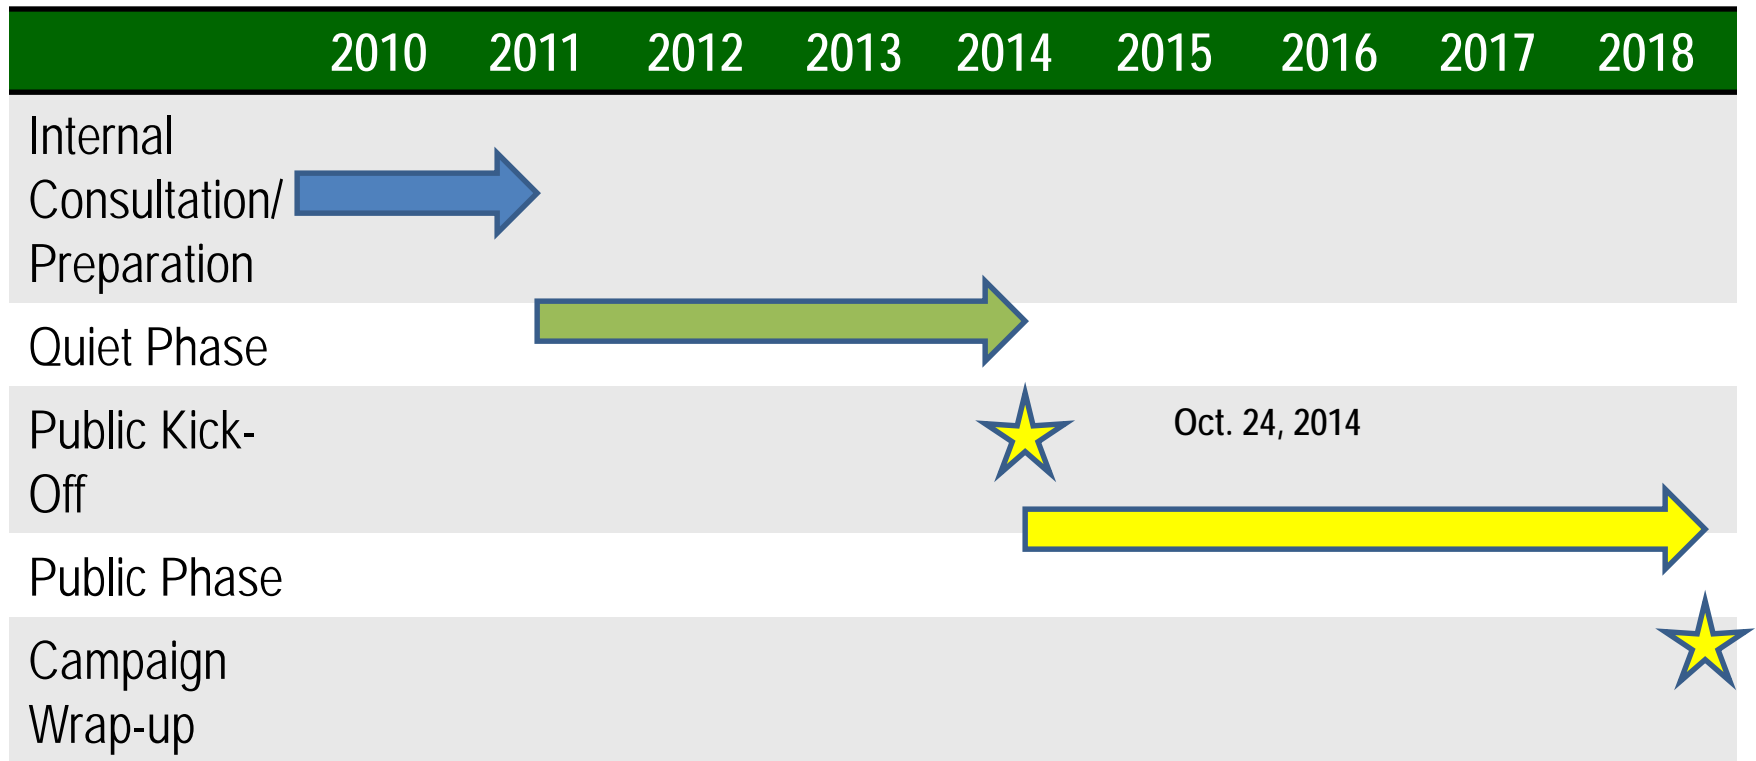 2010 2011 2012 2013 2014 2015 2016 2017 2018
Internal
Consultation/
Preparation
Quiet Phase
Public Kick-
Off
Oct. 24, 2014
Public Phase
Campaign
Wrap-up